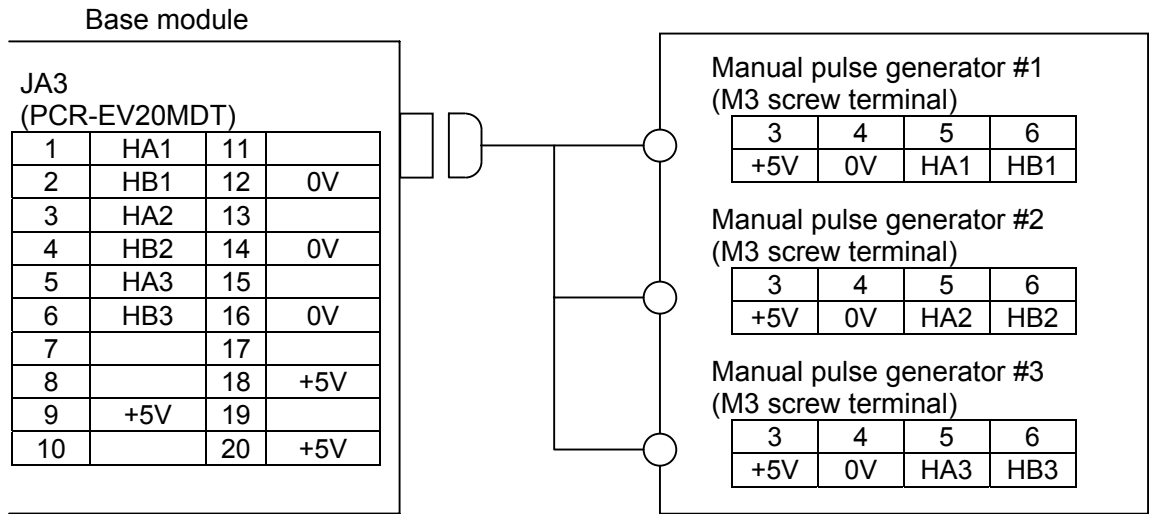 Base module
JA3
(PCR-EV20MDT)
1 HA1 11
2 HB1 12 0V
3 HA2 13
4 HB2 14 0V
5 HA3 15
6 HB3 16 0V
7 17
8 18 +5V
9 +5V 19
10 20 +5V
Manual pulse generator #1
(M3 screw terminal)
3 4 5 6
+5V 0V HA1 HB1
Manual pulse generator #2
(M3 screw terminal)
3 4 5 6
+5V 0V HA2 HB2
Manual pulse generator #3
(M3 screw terminal)
3 4 5 6
+5V 0V HA3 HB3